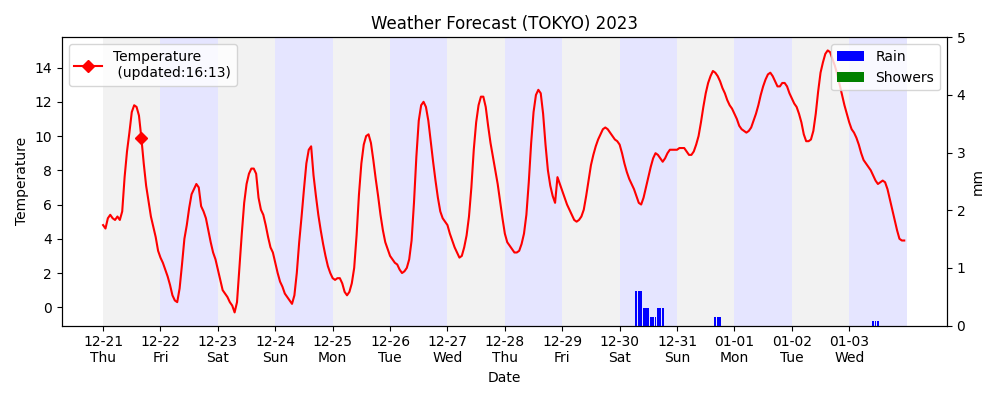 Weather Forecast (TOKYO) 2023
Temperature
(updated:16:13)
Rain
Showers
Temperature
14
12
10
8
6
4
2
0
5
4
3
2
1
0
mm
12-21 12-22 12-23 12-24 12-25 12-26 12-27 12-28 12-29 12-30 12-31 01-01 01-02 01-03
Thu Fri Sat Sun Mon Tue Wed Thu Fri Sat Sun Mon Tue Wed
Date